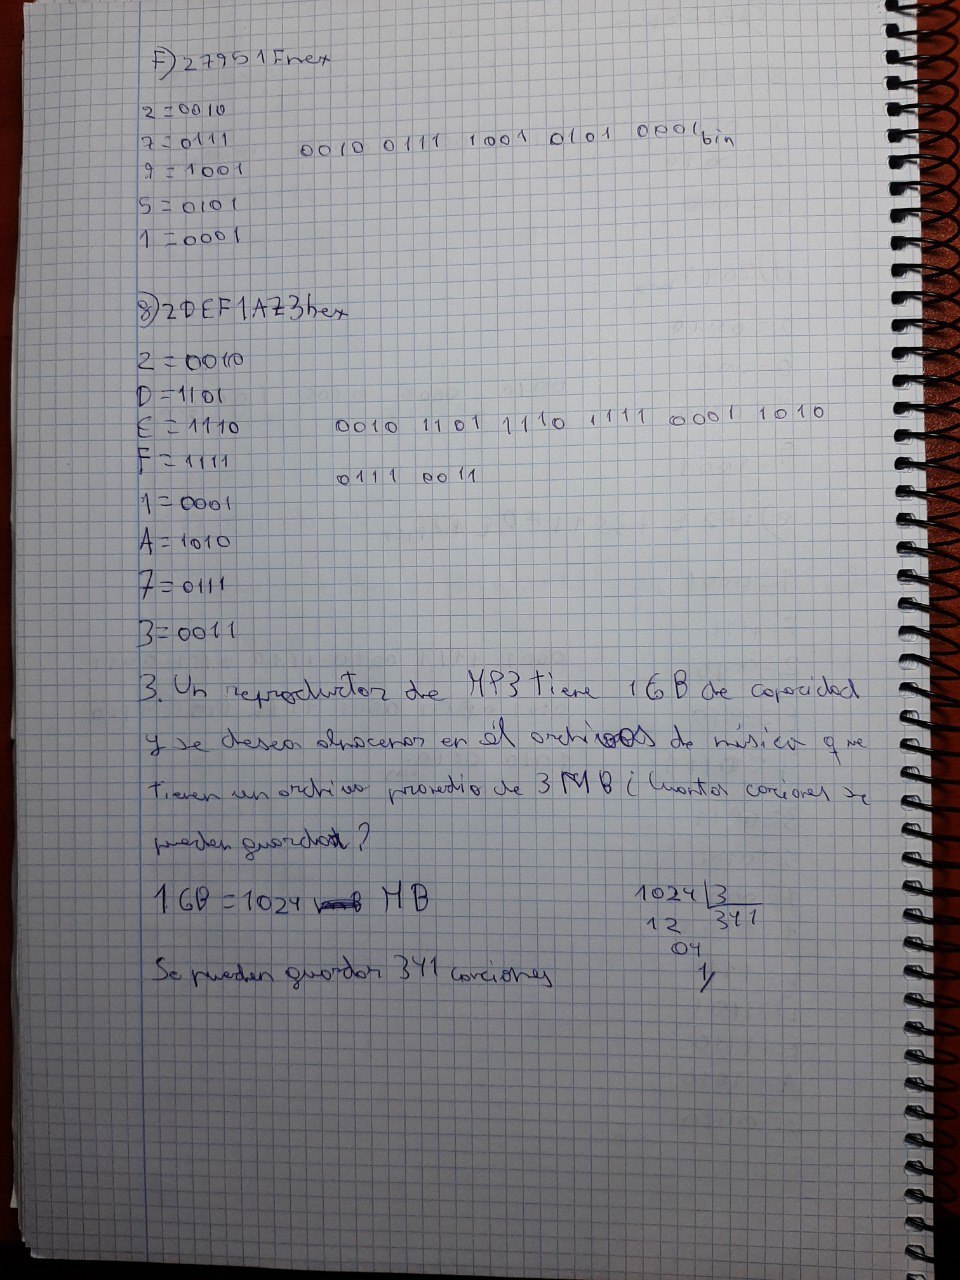 F) 27951Fhex
2 = 0010
7 = 0111
0010 0111 1001 0101 0001bin
9 = 1001
5 = 0101
1 = 0001
8) 2DEF1A73hex
2 = 0010
D = 1101
E = 1110
0010 1101 1110 1111 0001 1010
F = 1111
0111 0011
1 = 0001
A = 1010
7 = 0111
3 = 0011
3. Un reproductor de MP3 tiene 1GB de capacidad
y se desea almacenar en él archivos de música que
tienen un archivo promedio de 3 MB ¿Cuantas canciones se
pueden guardar?
1GB = 1024 MB
1024 | 3
12 341
04
1
Se pueden guardar 341 canciones